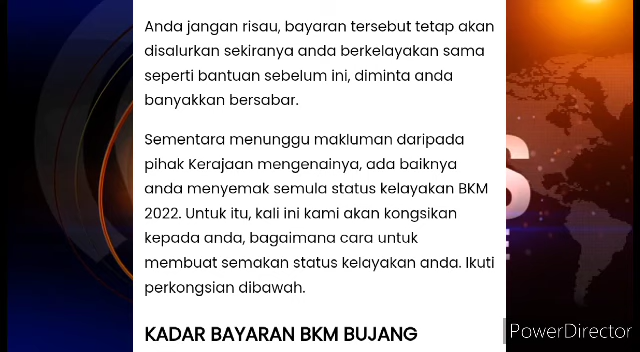 Anda jangan risau, bayaran tersebut tetap akan
disalurkan sekiranya anda berkelayakan sama
seperti bantuan sebelum ini, diminta anda
banyakkan bersabar.
Sementara menunggu makluman daripada
pihak Kerajaan mengenainya, ada baiknya
anda menyemak semula status kelayakan BKM
2022. Untuk itu, kali ini kami akan kongsikan
kepada anda, bagaimana cara untuk
membuat semakan status kelayakan anda. Ikuti
perkongsian dibawah.
KADAR BAYARAN BKM BUJANG
S
PowerDirector